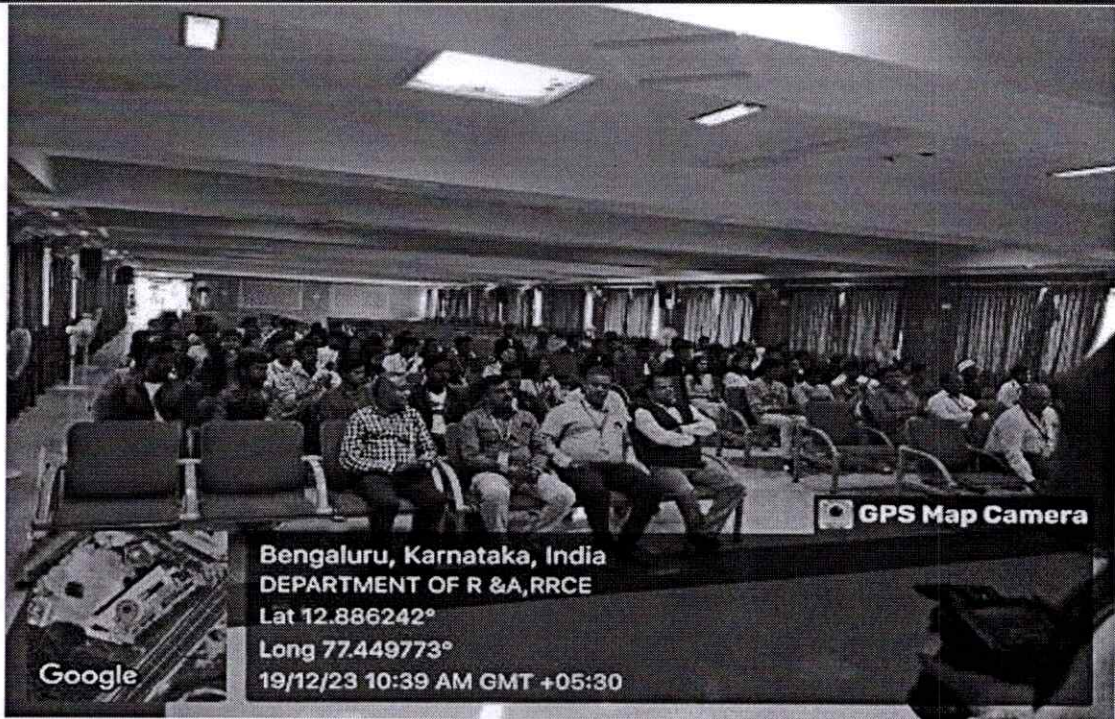 GPS Map Camera
Bengaluru, Karnataka, India
DEPARTMENT OF R &A,RRCE
Lat 12.886242°
Long 77.449773°
19/12/23 10:39 AM GMT +05:30
Google